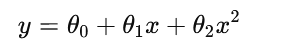 y = θ₀ + θ₁x + θ₂x²